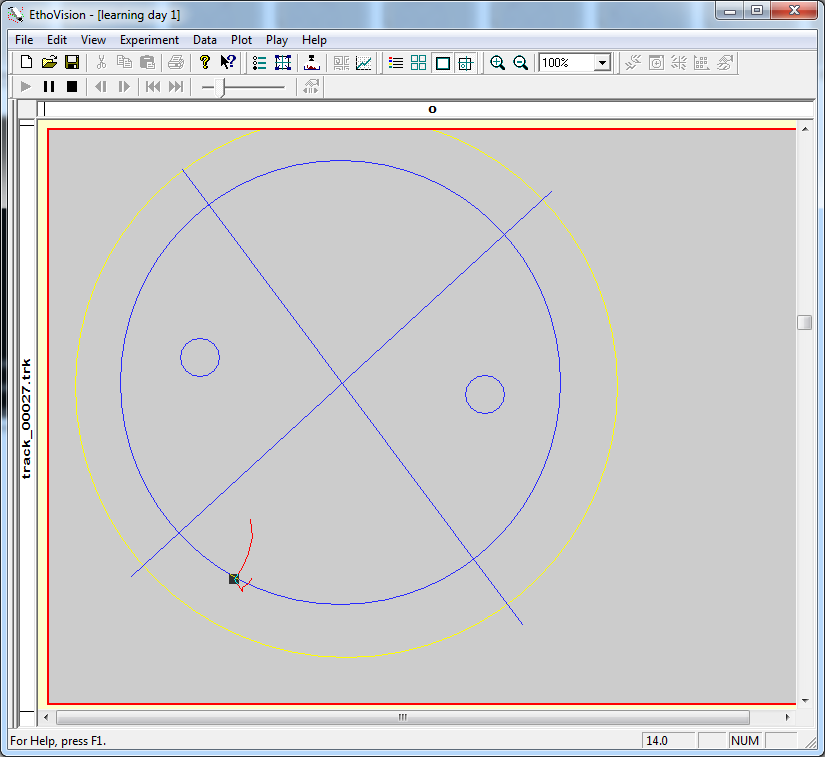 EthoVision - [learning day 1]
File Edit View Experiment Data Plot Play Help
100%
o
track_00027.trk
For Help, press F1.
14.0
NUM